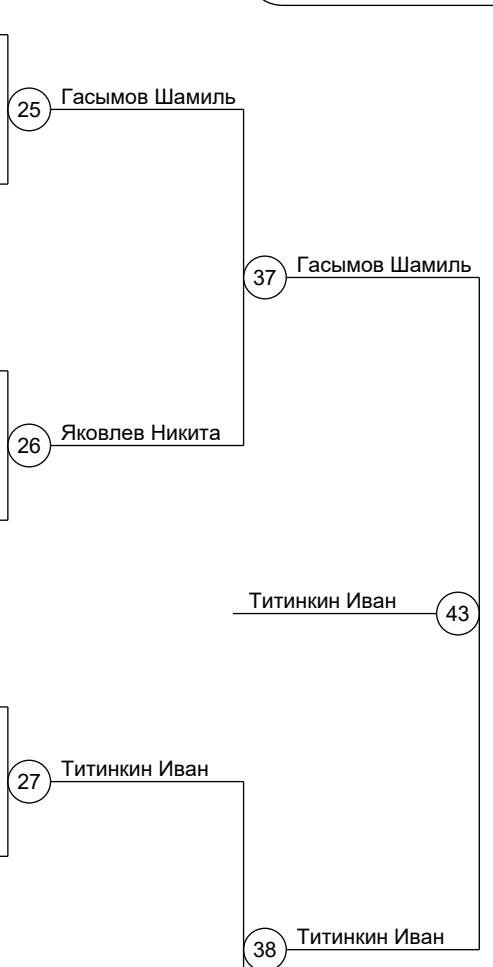 Гасымов Шамиль
25
Гасымов Шамиль
37
Яковлев Никита
26
Титинкин Иван
43
Титинкин Иван
27
Титинкин Иван
38